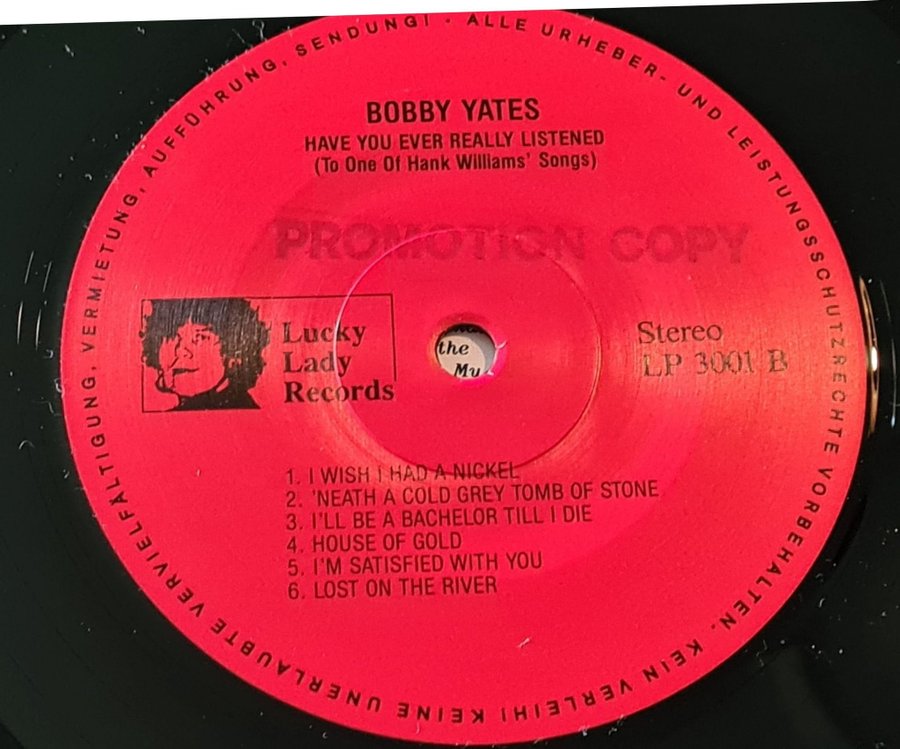 ALLE URHEBER- UND LEISTUNGSSCHUTZRECHTE VORBEHALTEN. KEIN VERLEIH! KEINE UNERLAUBTE VERVIELFÄLTIGUNG, VERMIETUNG, AUFFÜHRUNG, SENDUNG! ·
BOBBY YATES
HAVE YOU EVER REALLY LISTENED
(To One Of Hank Williams' Songs)
PROMOTION COPY
Lucky
Lady
Records
the
Mu
Stereo
LP 3001 B
1. I WISH I HAD A NICKEL
2. 'NEATH A COLD GREY TOMB OF STONE
3. I'LL BE A BACHELOR TILL I DIE
4. HOUSE OF GOLD
5. I'M SATISFIED WITH YOU
6. LOST ON THE RIVER